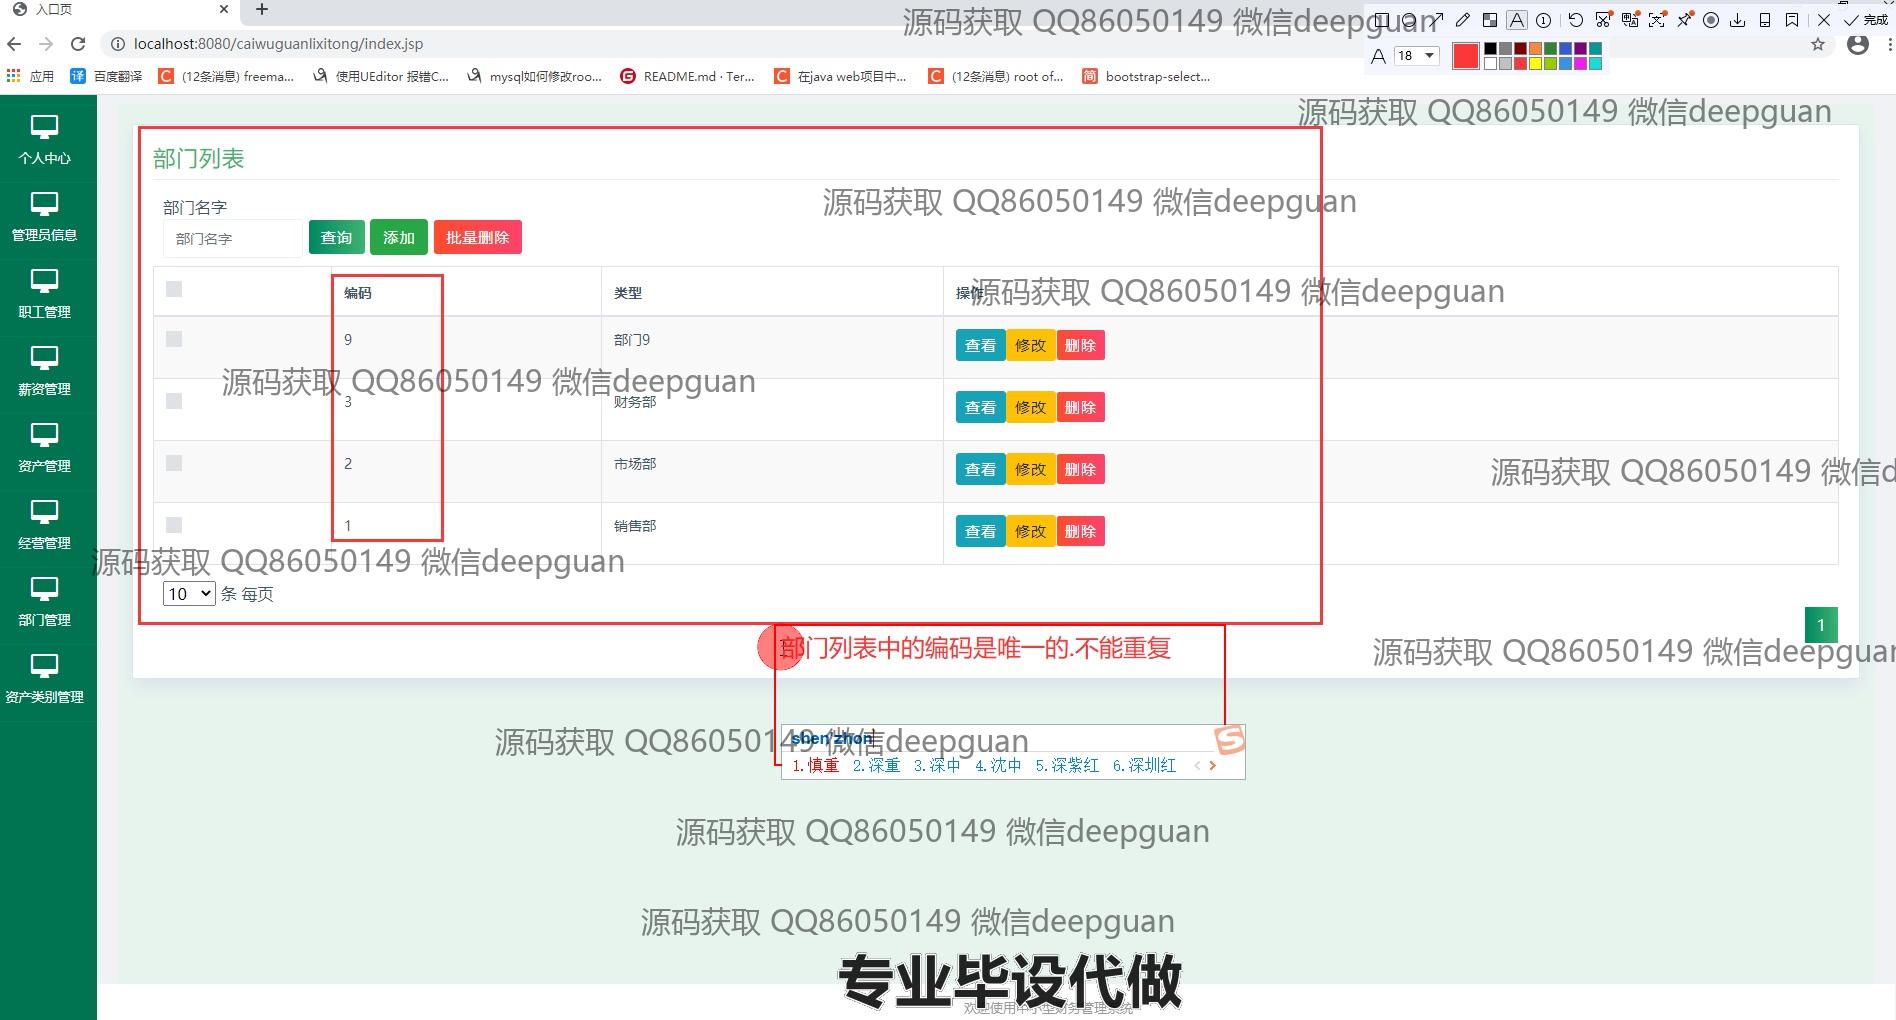 入口页
源码获取 QQ86050149 微信deepguan
完成
localhost:8080/caiwuguanlixitong/index.jsp
A 18
应用 百度翻译 (12条消息) freema... 使用UEditor 报错C... mysql如何修改roo... README.md · Ter... 在java web项目中... (12条消息) root of... bootstrap-select...
源码获取 QQ86050149 微信deepguan
个人中心
部门列表
源码获取 QQ86050149 微信deepguan
部门名字
管理员信息
部门名字 查询 添加 批量删除
编码 类型 操作
源码获取 QQ86050149 微信deepguan
职工管理
9 部门9 查看 修改 删除
薪资管理
源码获取 QQ86050149 微信deepguan
3 财务部 查看 修改 删除
资产管理
2 市场部 查看 修改 删除
源码获取 QQ86050149 微信d
1 销售部 查看 修改 删除
经营管理
源码获取 QQ86050149 微信deepguan
10 条 每页
部门管理
1
部门列表中的编码是唯一的.不能重复
源码获取 QQ86050149 微信deepguan
资产类别管理
shen'zhon
源码获取 QQ86050149 微信deepguan
1.慎重 2.深重 3.深中 4.沈中 5.深紫红 6.深圳红
源码获取 QQ86050149 微信deepguan
源码获取 QQ86050149 微信deepguan
专业毕设代做
欢迎使用中小型财务管理系统